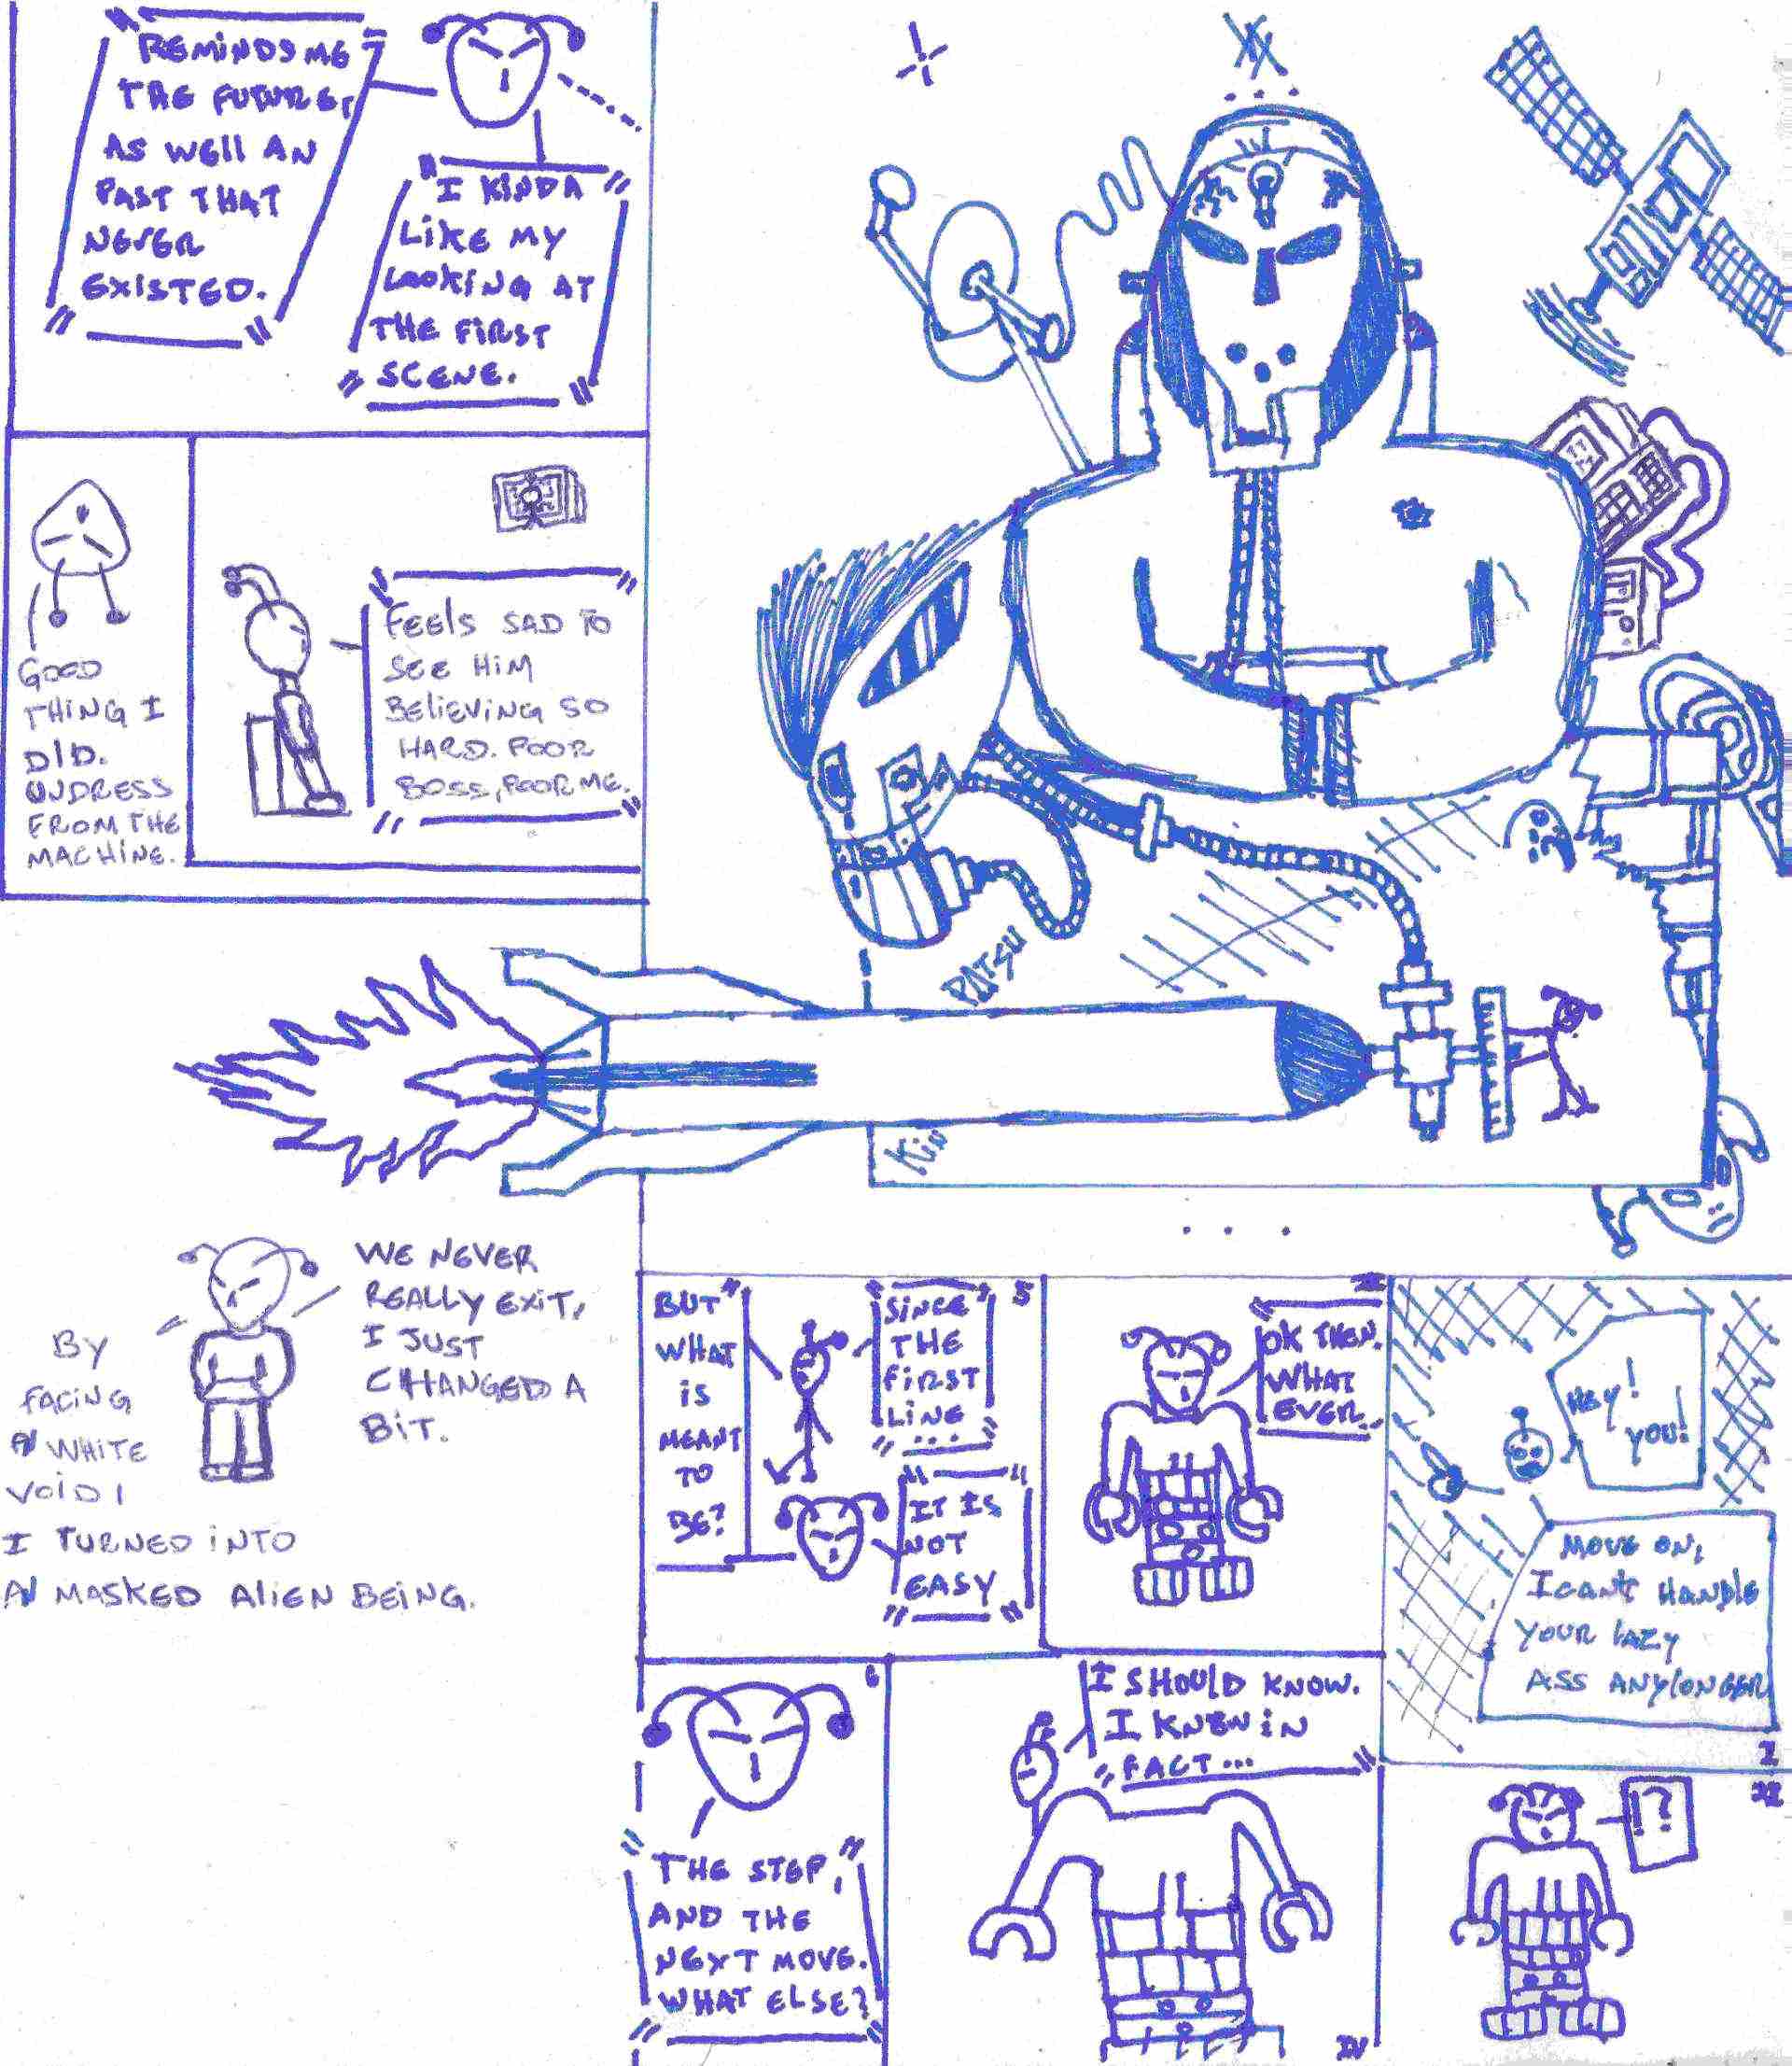 REMINDS ME
THE FUTURE,
AS WELL AN
PAST THAT
NEVER
EXISTED.
I KINDA
LIKE MY
LOOKING AT
THE FIRST
SCENE.
GOOD
THING I
DID.
UNDRESS
FROM THE
MACHINE.
FEELS SAD TO
SEE HIM
BELIEVING SO
HARD. POOR
BOSS, POOR ME.
PATSU
Kin
WE NEVER
REALLY EXIT,
I JUST
CHANGED A
BIT.
BY
FACING
A WHITE
VOID,
I TURNED INTO
A MASKED ALIEN BEING.
BUT
WHAT
IS
MEANT
TO
BE?
5
SINCE
THE
FIRST
LINE
...
IT IS
NOT
EASY
OK THEN.
WHAT
EVER..
HEY!
YOU!
MOVE ON,
I CAN'T HANDLE
YOUR LAZY
ASS ANYLONGER
I
6
THE STEP,
AND THE
NEXT MOVE.
WHAT ELSE?
I SHOULD KNOW.
I KNEW IN
FACT...
IV
II
!?